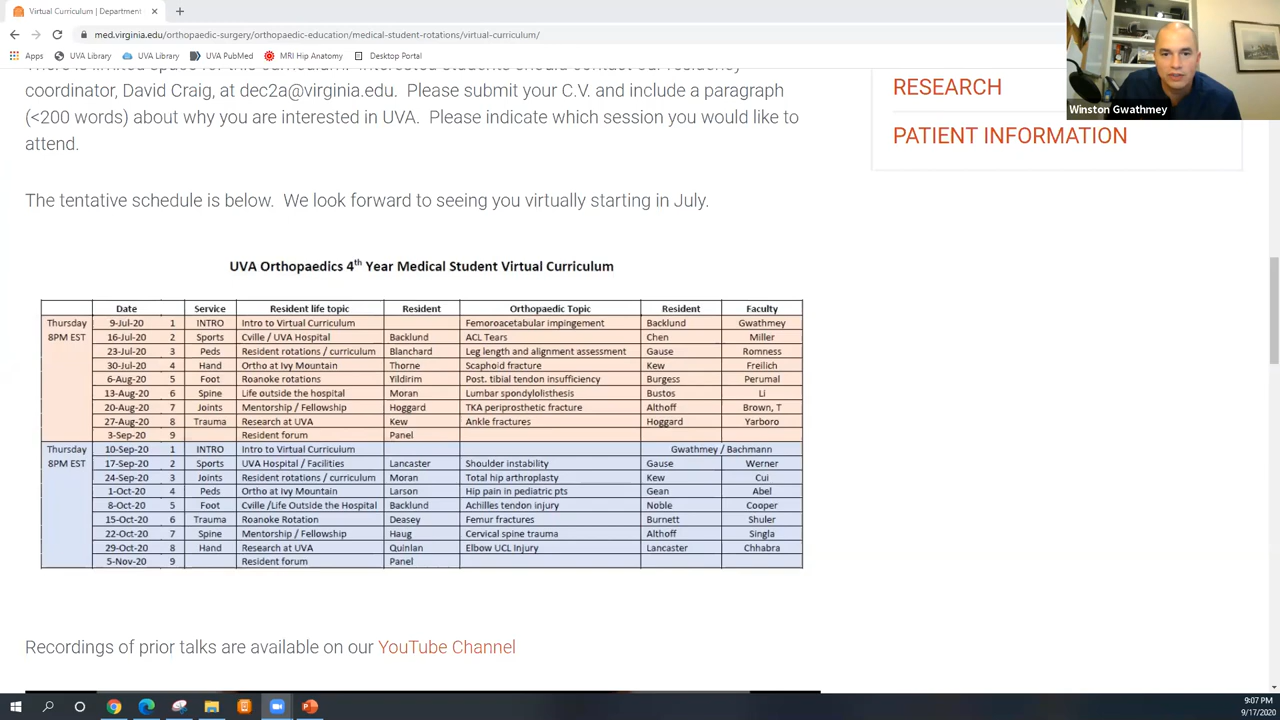 Virtual Curriculum | Department
med.virginia.edu/orthopaedic-surgery/orthopaedic-education/medical-student-rotations/virtual-curriculum/
Apps UVA Library UVA Library UVA PubMed MRI Hip Anatomy Desktop Portal
There is limited space for this curriculum. Interested students should contact our residency
coordinator, David Craig, at dec2a@virginia.edu. Please submit your C.V. and include a paragraph
(<200 words) about why you are interested in UVA. Please indicate which session you would like to
attend.
The tentative schedule is below. We look forward to seeing you virtually starting in July.
RESEARCH
PATIENT INFORMATION
Winston Gwathmey
UVA Orthopaedics 4th Year Medical Student Virtual Curriculum
Date Service Resident life topic Resident Orthopaedic Topic Resident Faculty
Thursday 9-Jul-20 1 INTRO Intro to Virtual Curriculum Femoroacetabular impingement Backlund Gwathmey
8PM EST 16-Jul-20 2 Sports Cville / UVA Hospital Backlund ACL Tears Chen Miller
23-Jul-20 3 Peds Resident rotations / curriculum Blanchard Leg length and alignment assessment Gause Romness
30-Jul-20 4 Hand Ortho at Ivy Mountain Thorne Scaphoid fracture Kew Freilich
6-Aug-20 5 Foot Roanoke rotations Yildirim Post. tibial tendon insufficiency Burgess Perumal
13-Aug-20 6 Spine Life outside the hospital Moran Lumbar spondylolisthesis Bustos Li
20-Aug-20 7 Joints Mentorship / Fellowship Hoggard TKA periprosthetic fracture Althoff Brown, T
27-Aug-20 8 Trauma Research at UVA Kew Ankle fractures Hoggard Yarboro
3-Sep-20 9 Resident forum Panel
Thursday 10-Sep-20 1 INTRO Intro to Virtual Curriculum Gwathmey / Bachmann
8PM EST 17-Sep-20 2 Sports UVA Hospital / Facilities Lancaster Shoulder instability Gause Werner
24-Sep-20 3 Joints Resident rotations / curriculum Moran Total hip arthroplasty Kew Cui
1-Oct-20 4 Peds Ortho at Ivy Mountain Larson Hip pain in pediatric pts Gean Abel
8-Oct-20 5 Foot Cville /Life Outside the Hospital Backlund Achilles tendon injury Noble Cooper
15-Oct-20 6 Trauma Roanoke Rotation Deasey Femur fractures Burnett Shuler
22-Oct-20 7 Spine Mentorship / Fellowship Haug Cervical spine trauma Althoff Singla
29-Oct-20 8 Hand Research at UVA Quinlan Elbow UCL Injury Lancaster Chhabra
5-Nov-20 9 Resident forum Panel
Recordings of prior talks are available on our YouTube Channel
9:07 PM
9/17/2020